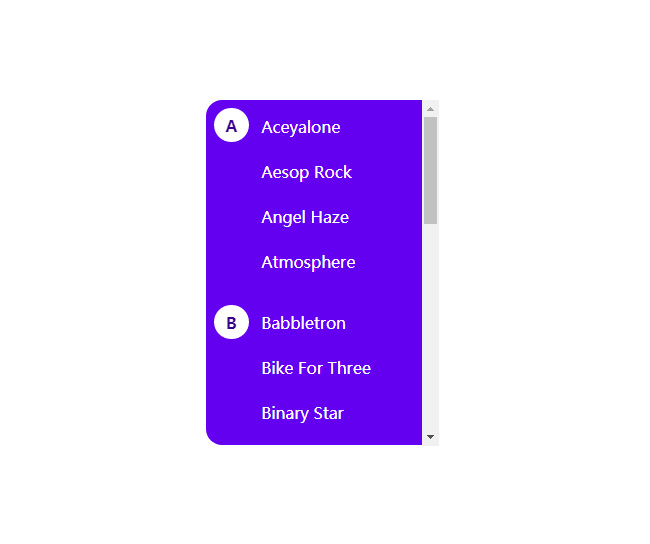 A Aceyalone
Aesop Rock
Angel Haze
Atmosphere
B Babbletron
Bike For Three
Binary Star